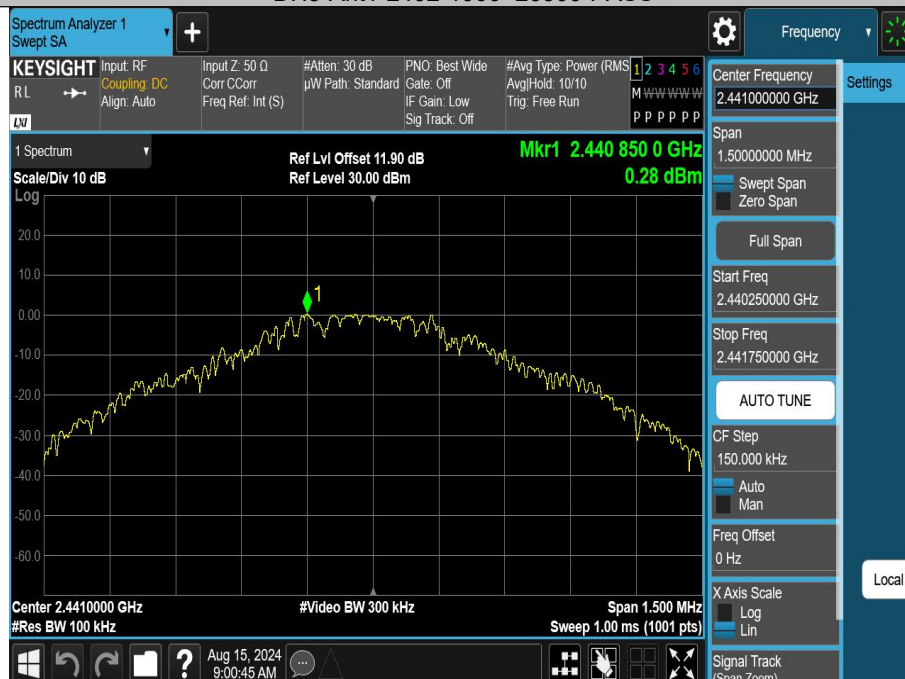 Spectrum Analyzer 1
Swept SA
+
Frequency
KEYSIGHT
RL
LXI
Input: RF
Coupling: DC
Align: Auto
Input Z: 50 Ω
Corr CCorr
Freq Ref: Int (S)
#Atten: 30 dB
µW Path: Standard
PNO: Best Wide
Gate: Off
IF Gain: Low
Sig Track: Off
#Avg Type: Power (RMS
Avg|Hold: 10/10
Trig: Free Run
1 2 3 4 5 6
M W W W W W
P P P P P P
1 Spectrum
Scale/Div 10 dB
Log
Ref Lvl Offset 11.90 dB
Ref Level 30.00 dBm
Mkr1 2.440 850 0 GHz
0.28 dBm
20.0
10.0
0.00
-10.0
-20.0
-30.0
-40.0
-50.0
-60.0
1
Center 2.4410000 GHz
#Res BW 100 kHz
#Video BW 300 kHz
Span 1.500 MHz
Sweep 1.00 ms (1001 pts)
Aug 15, 2024
9:00:45 AM
?
Center Frequency
2.441000000 GHz
Span
1.50000000 MHz
Swept Span
Zero Span
Full Span
Start Freq
2.440250000 GHz
Stop Freq
2.441750000 GHz
AUTO TUNE
CF Step
150.000 kHz
Auto
Man
Freq Offset
0 Hz
X Axis Scale
Log
Lin
Signal Track
(Span Zoom)
Settings
Local